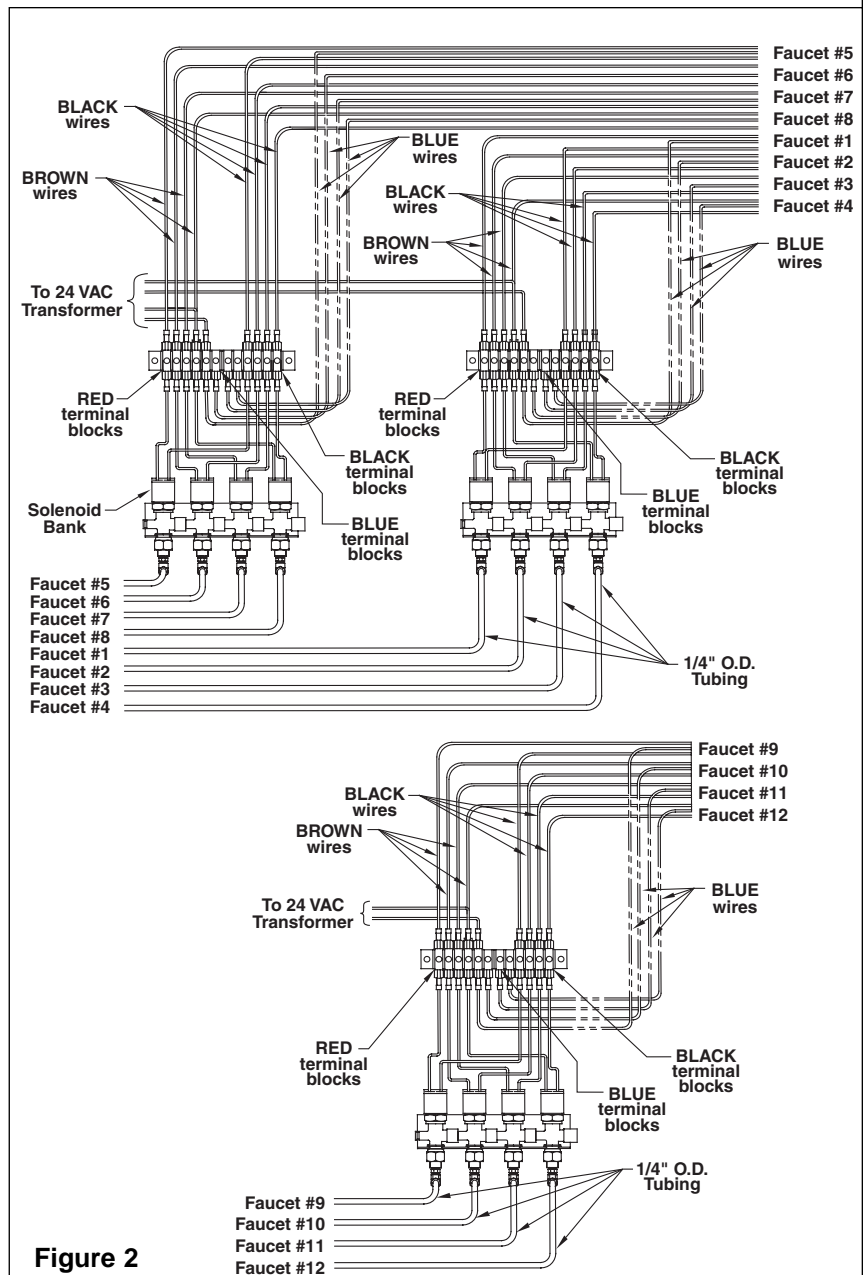 Faucet #5
Faucet #6
Faucet #7
Faucet #8
Faucet #1
Faucet #2
Faucet #3
Faucet #4
BLACK
wires
BLUE
wires
BROWN
wires
BLACK
wires
BROWN
wires
BLUE
wires
To 24 VAC
Transformer
RED
terminal
blocks
BLACK
terminal
blocks
BLUE
terminal
blocks
RED
terminal
blocks
BLACK
terminal
blocks
BLUE
terminal
blocks
Solenoid
Bank
Faucet #5
Faucet #6
Faucet #7
Faucet #8
Faucet #1
Faucet #2
Faucet #3
Faucet #4
1/4" O.D.
Tubing
Faucet #9
Faucet #10
Faucet #11
Faucet #12
BLACK
wires
BROWN
wires
BLUE
wires
To 24 VAC
Transformer
RED
terminal
blocks
BLACK
terminal
blocks
BLUE
terminal
blocks
1/4" O.D.
Tubing
Faucet #9
Faucet #10
Faucet #11
Faucet #12
Figure 2